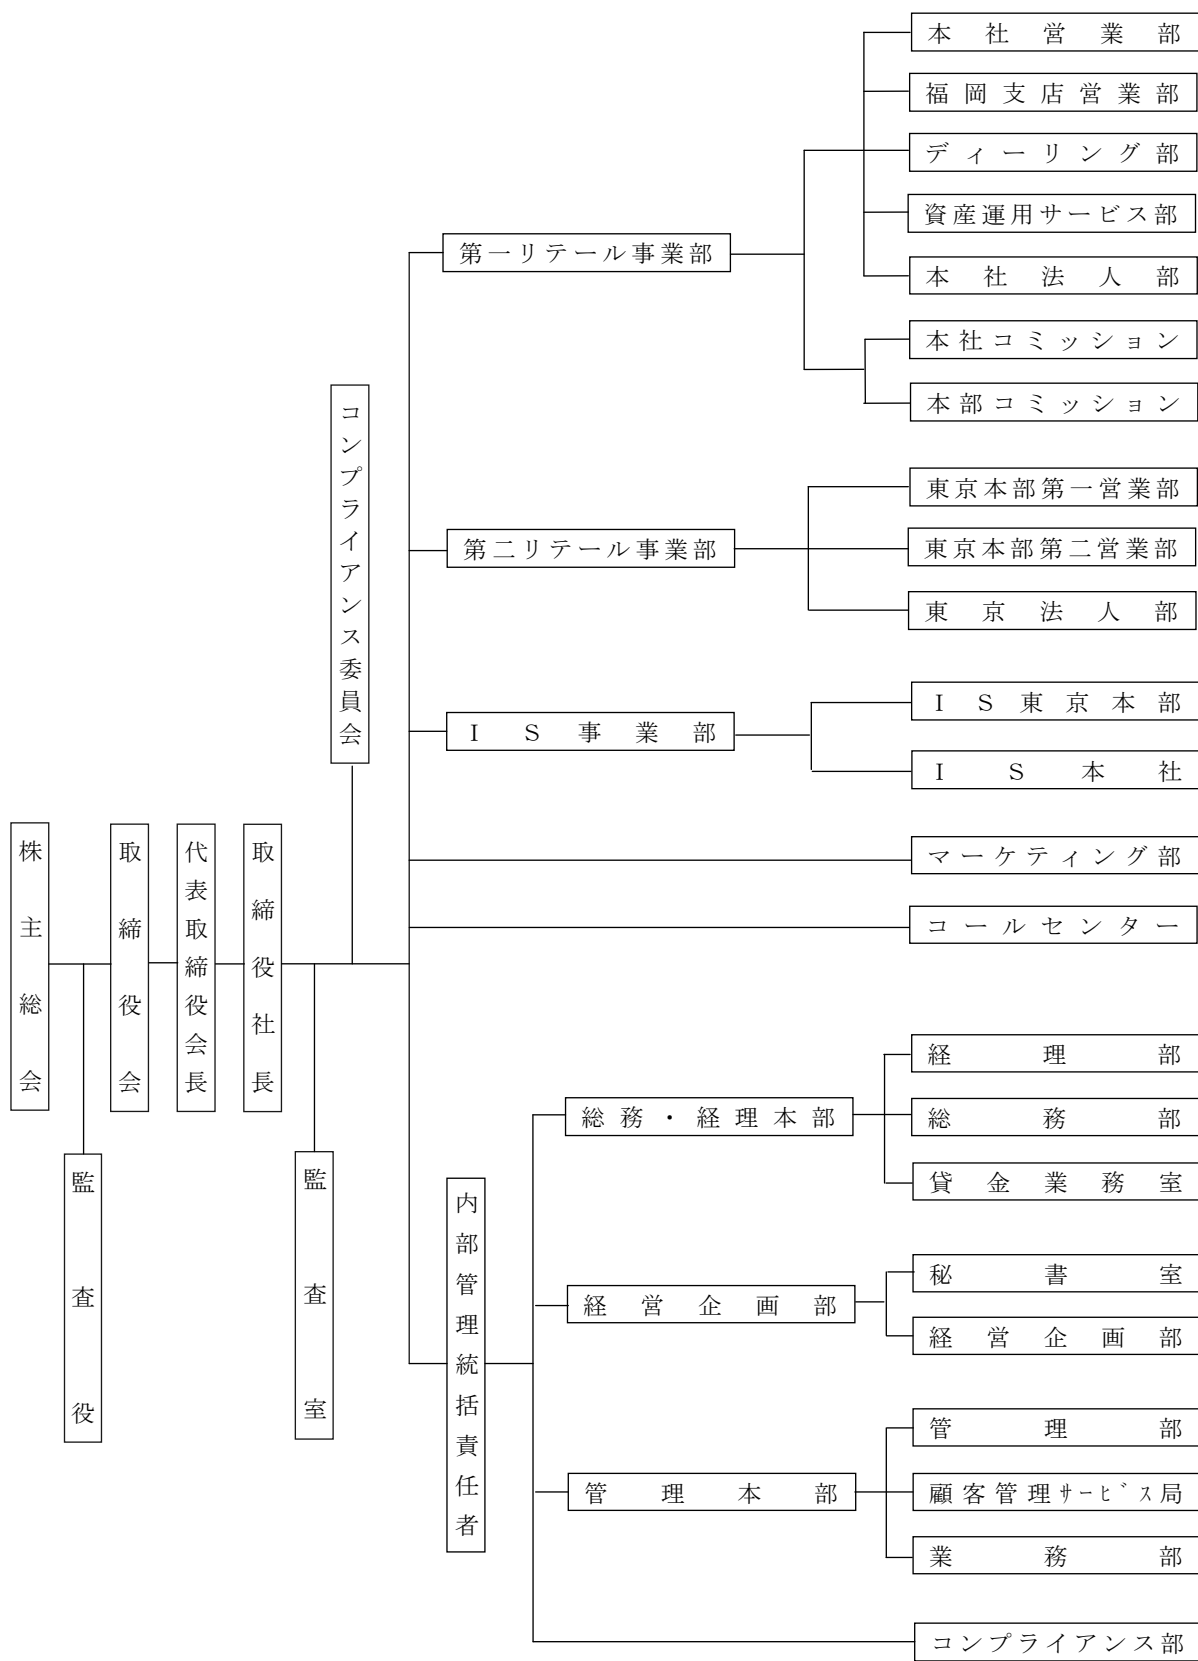 本社営業部
福岡支店営業部
ディーリング部
資産運用サービス部
本社法人部
本社コミッション
本部コミッション
第一リテール事業部
コンプライアンス委員会
東京本部第一営業部
東京本部第二営業部
東京法人部
第二リテール事業部
ＩＳ東京本部
ＩＳ本社
ＩＳ事業部
マーケティング部
コールセンター
株主総会
取締役会
代表取締役会長
取締役社長
監査役
監査室
内部管理統括責任者
総務・経理本部
経理部
総務部
貸金業務室
経営企画部
秘書室
経営企画部
管理本部
管理部
顧客管理ｻｰﾋﾞｽ局
業務部
コンプライアンス部